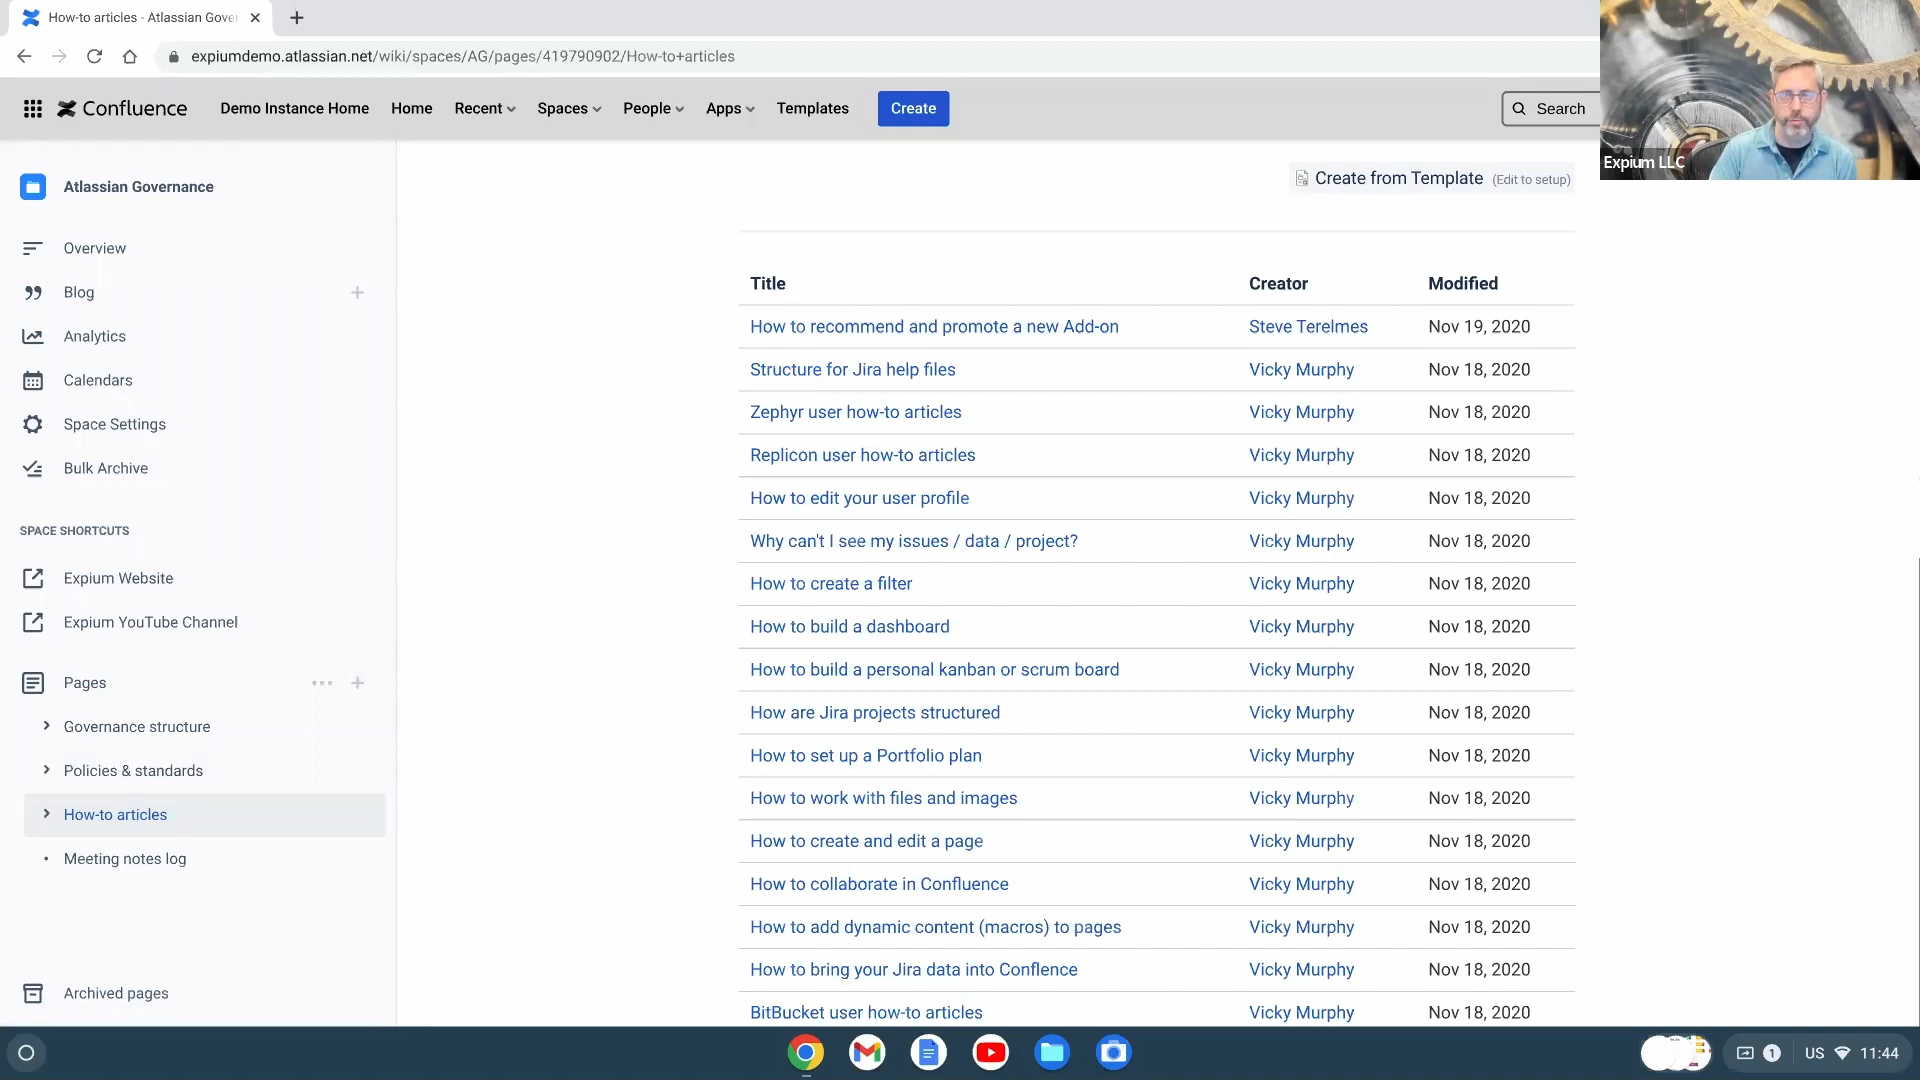 How-to articles - Atlassian Gove
expiumdemo.atlassian.net/wiki/spaces/AG/pages/419790902/How-to+articles
Confluence
Demo Instance Home
Home
Recent
Spaces
People
Apps
Templates
Create
Search
Expium LLC
Atlassian Governance
Overview
Blog
Analytics
Calendars
Space Settings
Bulk Archive
SPACE SHORTCUTS
Expium Website
Expium YouTube Channel
Pages
Governance structure
Policies & standards
How-to articles
Meeting notes log
Archived pages
Create from Template (Edit to setup)
Title Creator Modified
How to recommend and promote a new Add-on Steve Terelmes Nov 19, 2020
Structure for Jira help files Vicky Murphy Nov 18, 2020
Zephyr user how-to articles Vicky Murphy Nov 18, 2020
Replicon user how-to articles Vicky Murphy Nov 18, 2020
How to edit your user profile Vicky Murphy Nov 18, 2020
Why can't I see my issues / data / project? Vicky Murphy Nov 18, 2020
How to create a filter Vicky Murphy Nov 18, 2020
How to build a dashboard Vicky Murphy Nov 18, 2020
How to build a personal kanban or scrum board Vicky Murphy Nov 18, 2020
How are Jira projects structured Vicky Murphy Nov 18, 2020
How to set up a Portfolio plan Vicky Murphy Nov 18, 2020
How to work with files and images Vicky Murphy Nov 18, 2020
How to create and edit a page Vicky Murphy Nov 18, 2020
How to collaborate in Confluence Vicky Murphy Nov 18, 2020
How to add dynamic content (macros) to pages Vicky Murphy Nov 18, 2020
How to bring your Jira data into Conflence Vicky Murphy Nov 18, 2020
BitBucket user how-to articles Vicky Murphy Nov 18, 2020
1 US 11:44